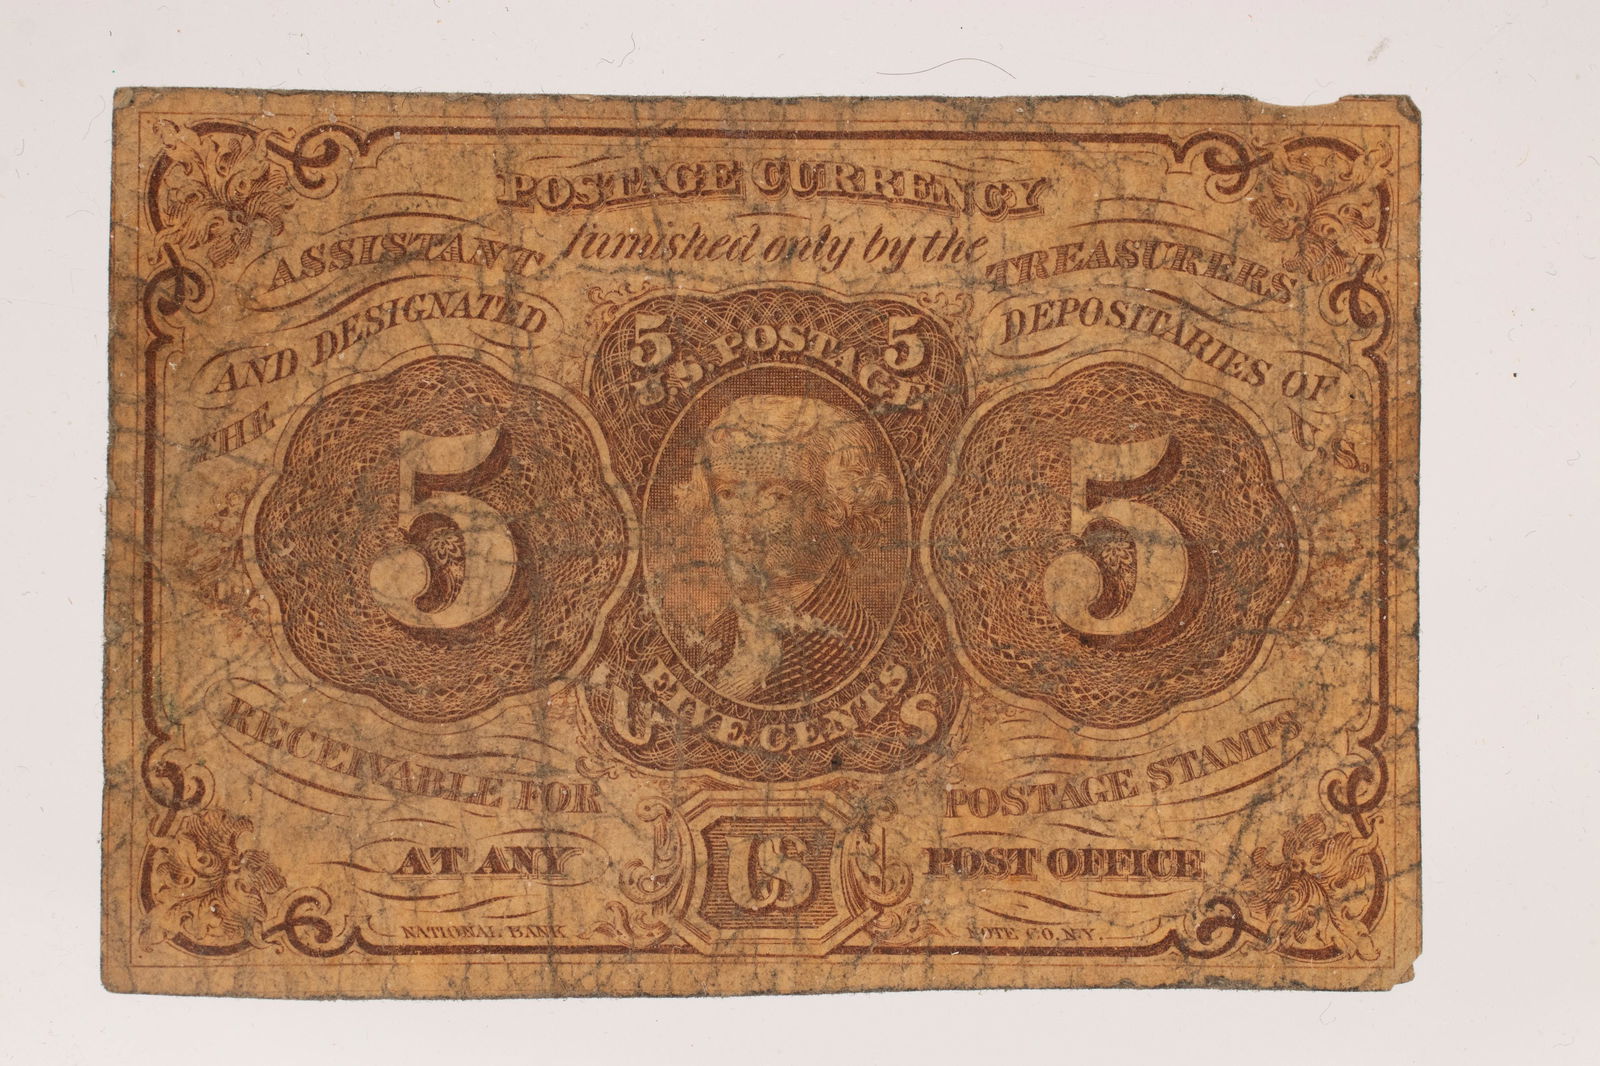 POSTAGE CURRENCY
furnished only by the
ASSISTANT TREASURERS
AND DESIGNATED DEPOSITARIES OF
THE U.S.
5 5
U.S. POSTAGE
5 5
FIVE CENTS
U S
RECEIVABLE FOR POSTAGE STAMPS
AT ANY POST OFFICE
US
NATIONAL BANK NOTE CO. N.Y.